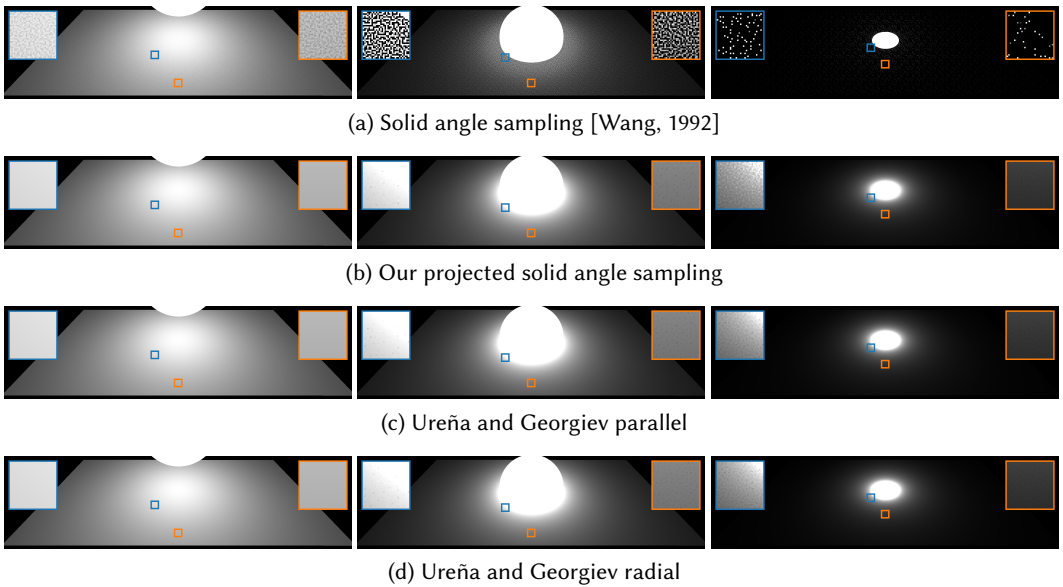 (a) Solid angle sampling [Wang, 1992]
(b) Our projected solid angle sampling
(c) Ureña and Georgiev parallel
(d) Ureña and Georgiev radial